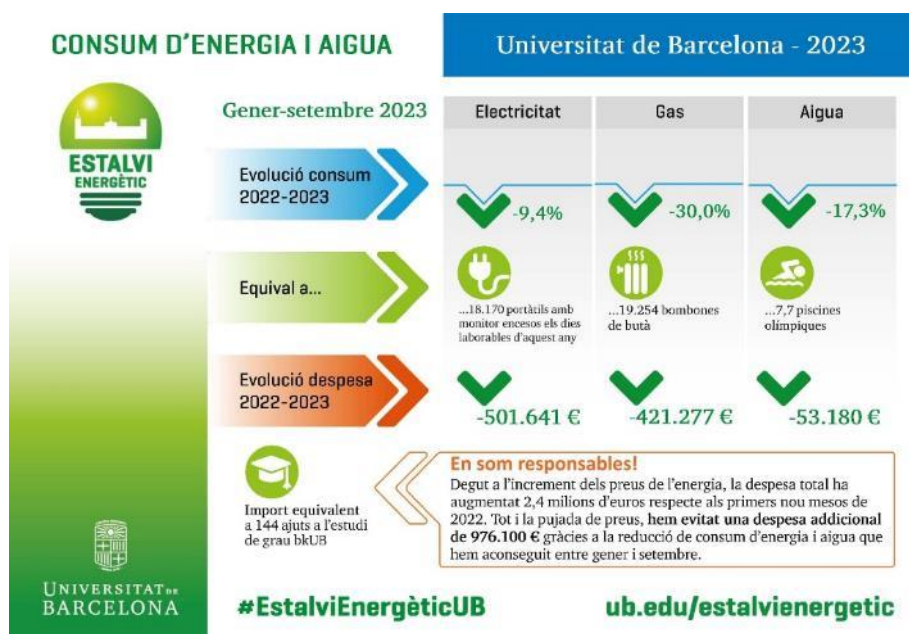 CONSUM D'ENERGIA I AIGUA
Universitat de Barcelona - 2023
ESTALVI
ENERGÈTIC
Gener-setembre 2023
Electricitat
Gas
Aigua
Evolució consum
2022-2023
-9,4%
-30,0%
-17,3%
Equival a...
...18.170 portàtils amb
monitor encesos els dies
laborables d'aquest any
...19.254 bombones
de butà
...7,7 piscines
olímpiques
Evolució despesa
2022-2023
-501.641 €
-421.277 €
-53.180 €
Import equivalent
a 144 ajuts a l'estudi
de grau bkUB
En som responsables!
Degut a l'increment dels preus de l'energia, la despesa total ha
augmentat 2,4 milions d'euros respecte als primers nou mesos de
2022. Tot i la pujada de preus, hem evitat una despesa addicional
de 976.100 € gràcies a la reducció de consum d'energia i aigua que
hem aconseguit entre gener i setembre.
UNIVERSITAT DE
BARCELONA
#EstalviEnergèticUB
ub.edu/estalvienergetic